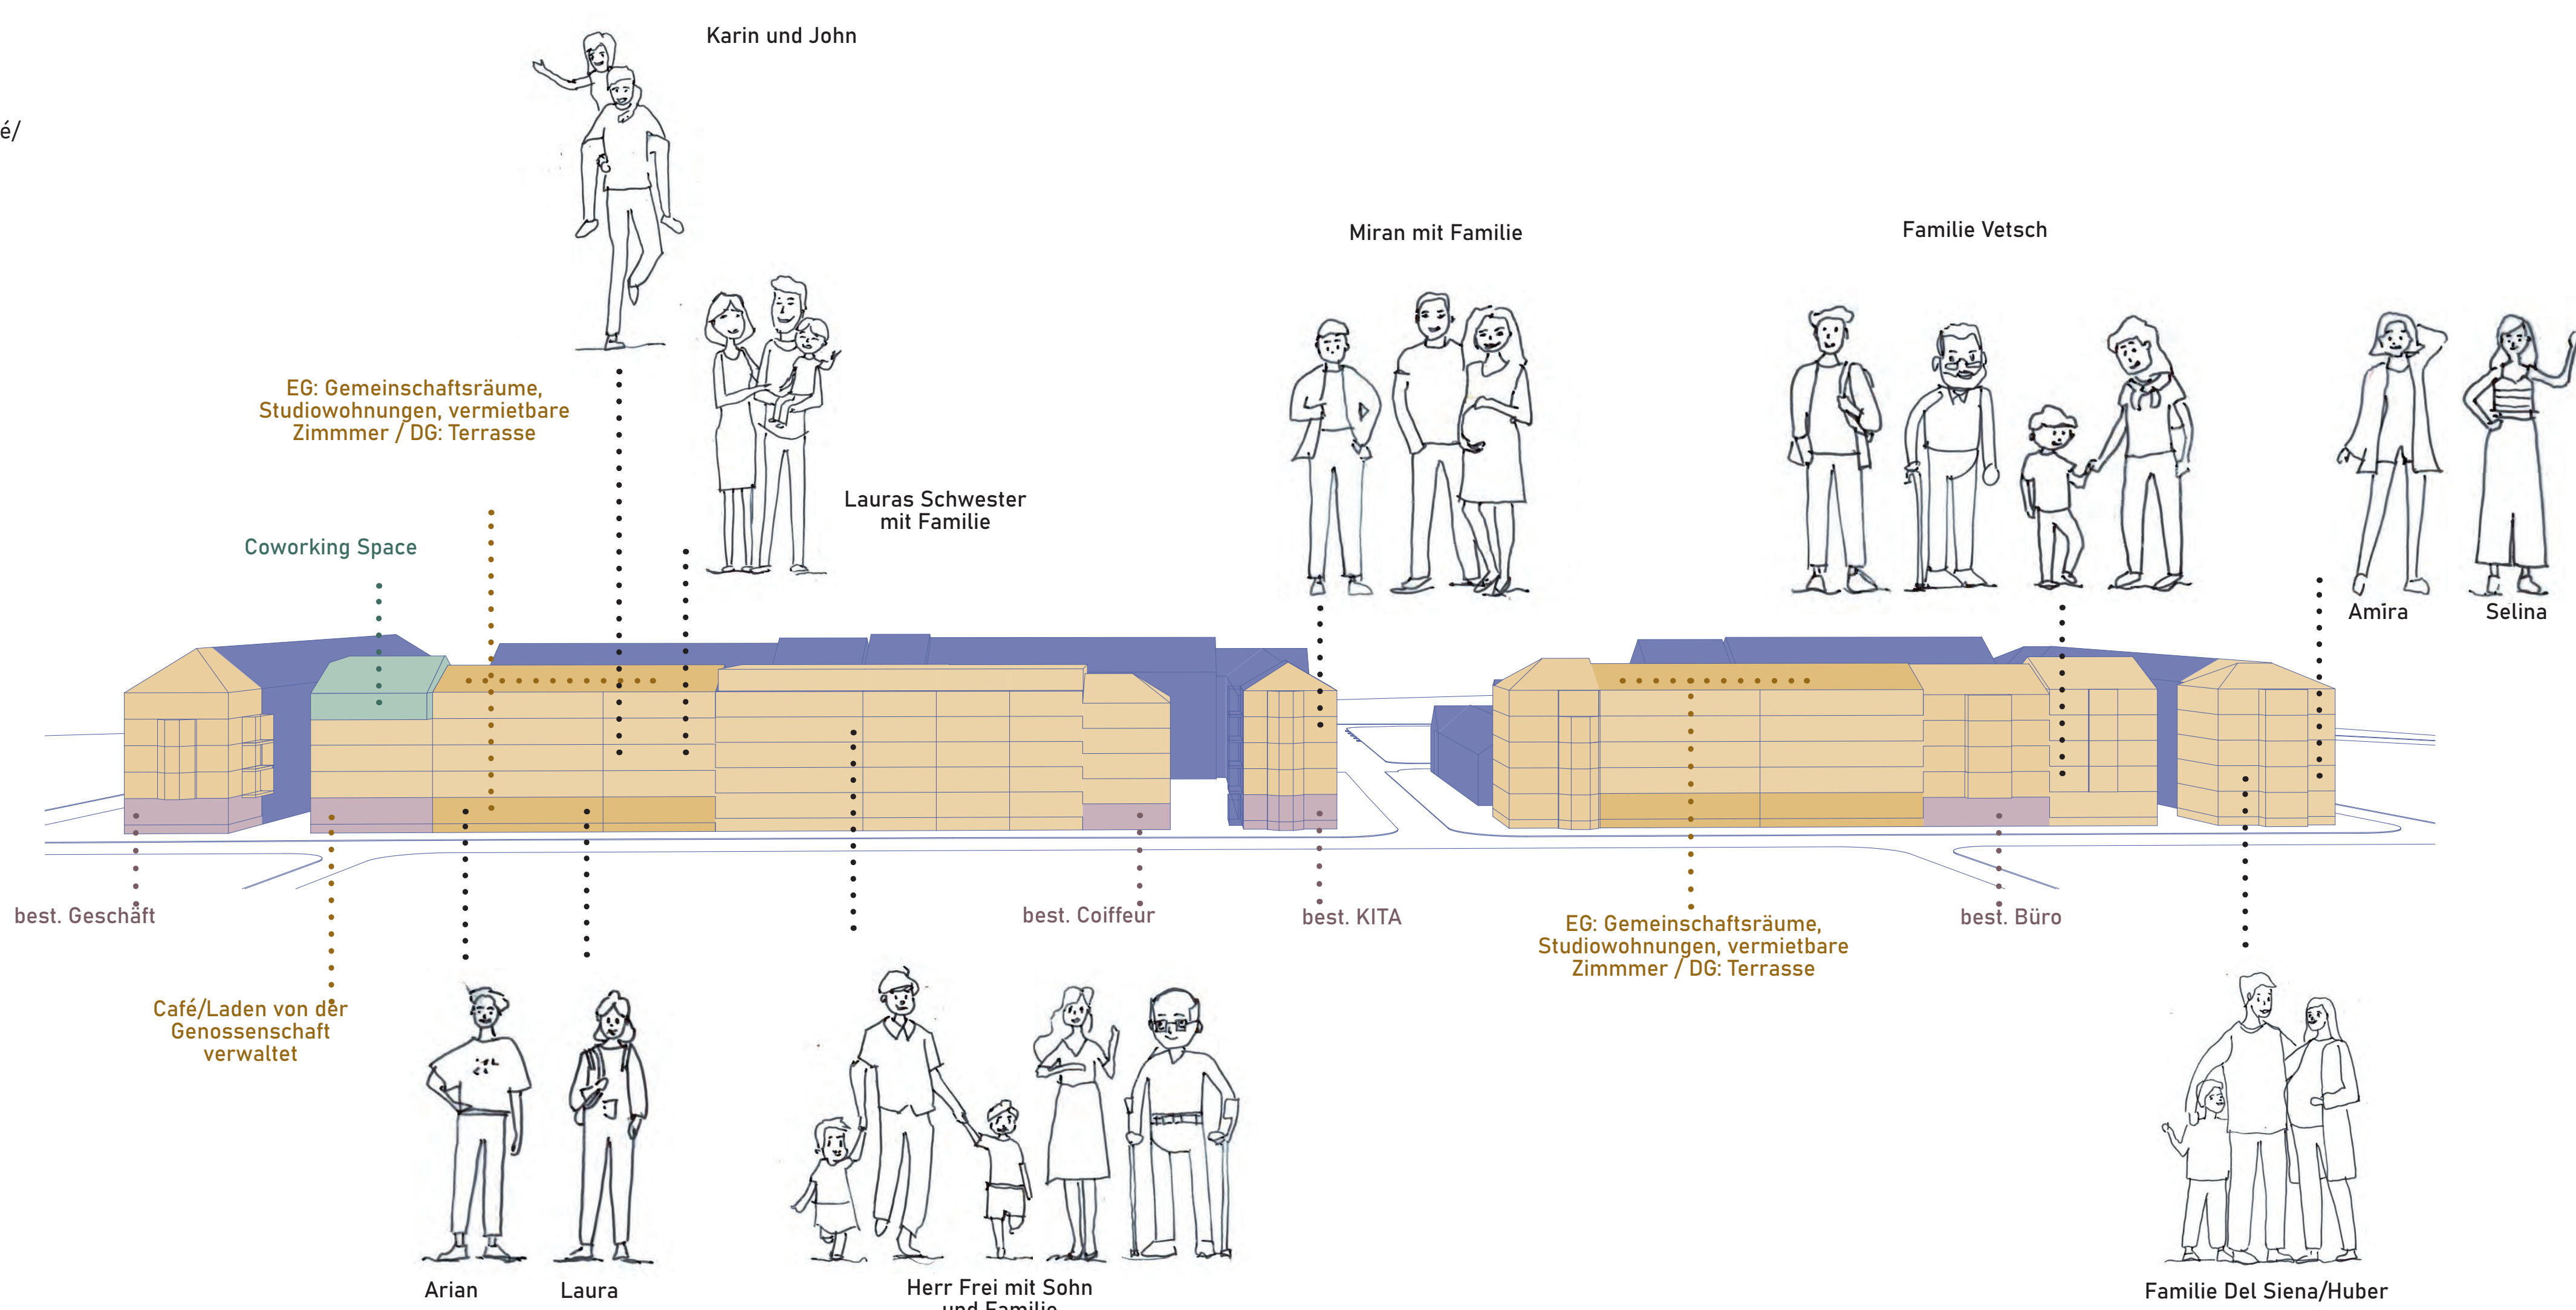 Karin und John
é/
Miran mit Familie
Familie Vetsch
EG: Gemeinschaftsräume,
Studiowohnungen, vermietbare
Zimmmer / DG: Terrasse
Lauras Schwester
mit Familie
Coworking Space
Amira
Selina
best. Geschäft
best. Coiffeur
best. KITA
EG: Gemeinschaftsräume,
Studiowohnungen, vermietbare
Zimmmer / DG: Terrasse
best. Büro
Café/Laden von der
Genossenschaft
verwaltet
Arian
Laura
Herr Frei mit Sohn
und Familie
Familie Del Siena/Huber